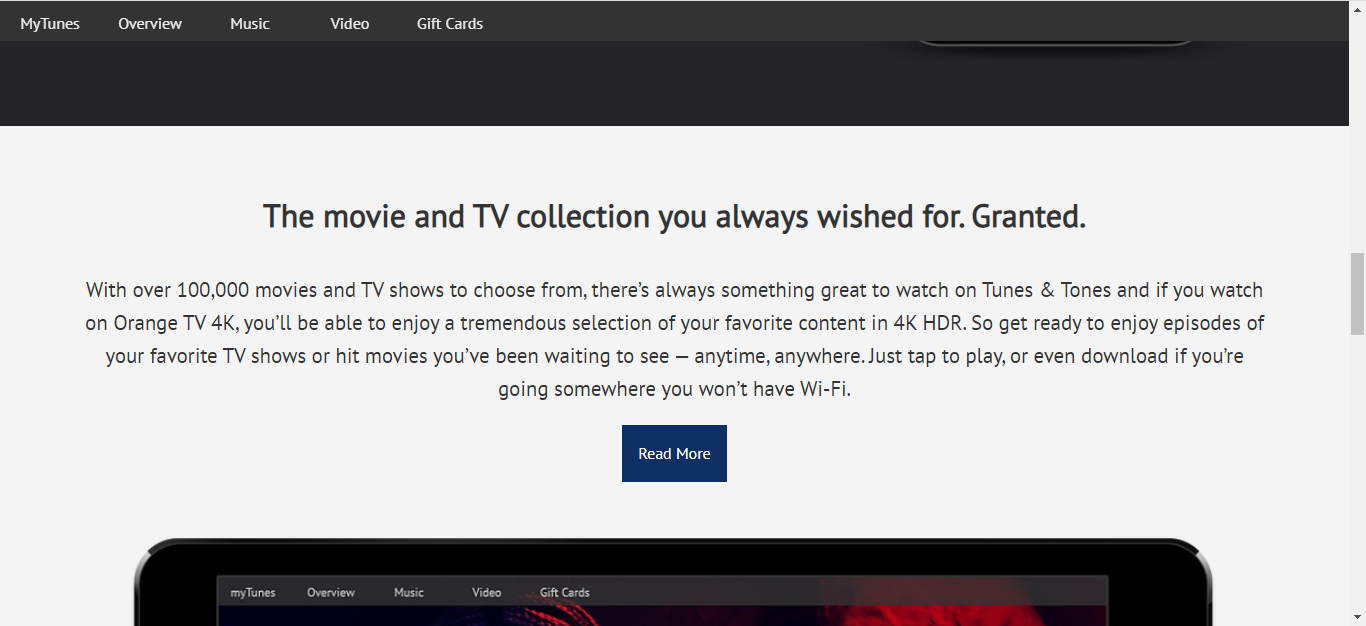 MyTunes Overview Music Video Gift Cards
The movie and TV collection you always wished for. Granted.
With over 100,000 movies and TV shows to choose from, there’s always something great to watch on Tunes & Tones and if you watch
on Orange TV 4K, you’ll be able to enjoy a tremendous selection of your favorite content in 4K HDR. So get ready to enjoy episodes of
your favorite TV shows or hit movies you’ve been waiting to see — anytime, anywhere. Just tap to play, or even download if you’re
going somewhere you won’t have Wi-Fi.
Read More
myTunes Overview Music Video Gift Cards